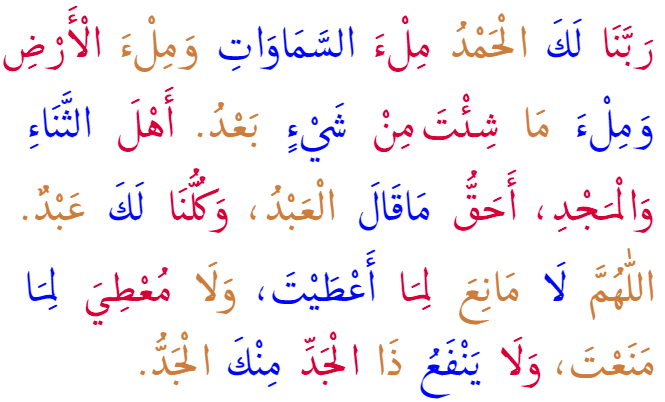 رَبَّنَا لَكَ الْحَمْدُ مِلْءَ السَّمَاوَاتِ وَمِلْءَ الْأَرْضِ
وَمِلْءَ مَا شِئْتَ مِنْ شَيْءٍ بَعْدُ. أَهْلَ الثَّنَاءِ
وَالْمَجْدِ، أَحَقُّ مَاقَالَ الْعَبْدُ، وَكُلُّنَا لَكَ عَبْدٌ.
اللّٰهُمَّ لَا مَانِعَ لِمَا أَعْطَيْتَ، وَلَا مُعْطِيَ لِمَا
مَنَعْتَ، وَلَا يَنْفَعُ ذَا الْجَدِّ مِنْكَ الْجَدُّ.